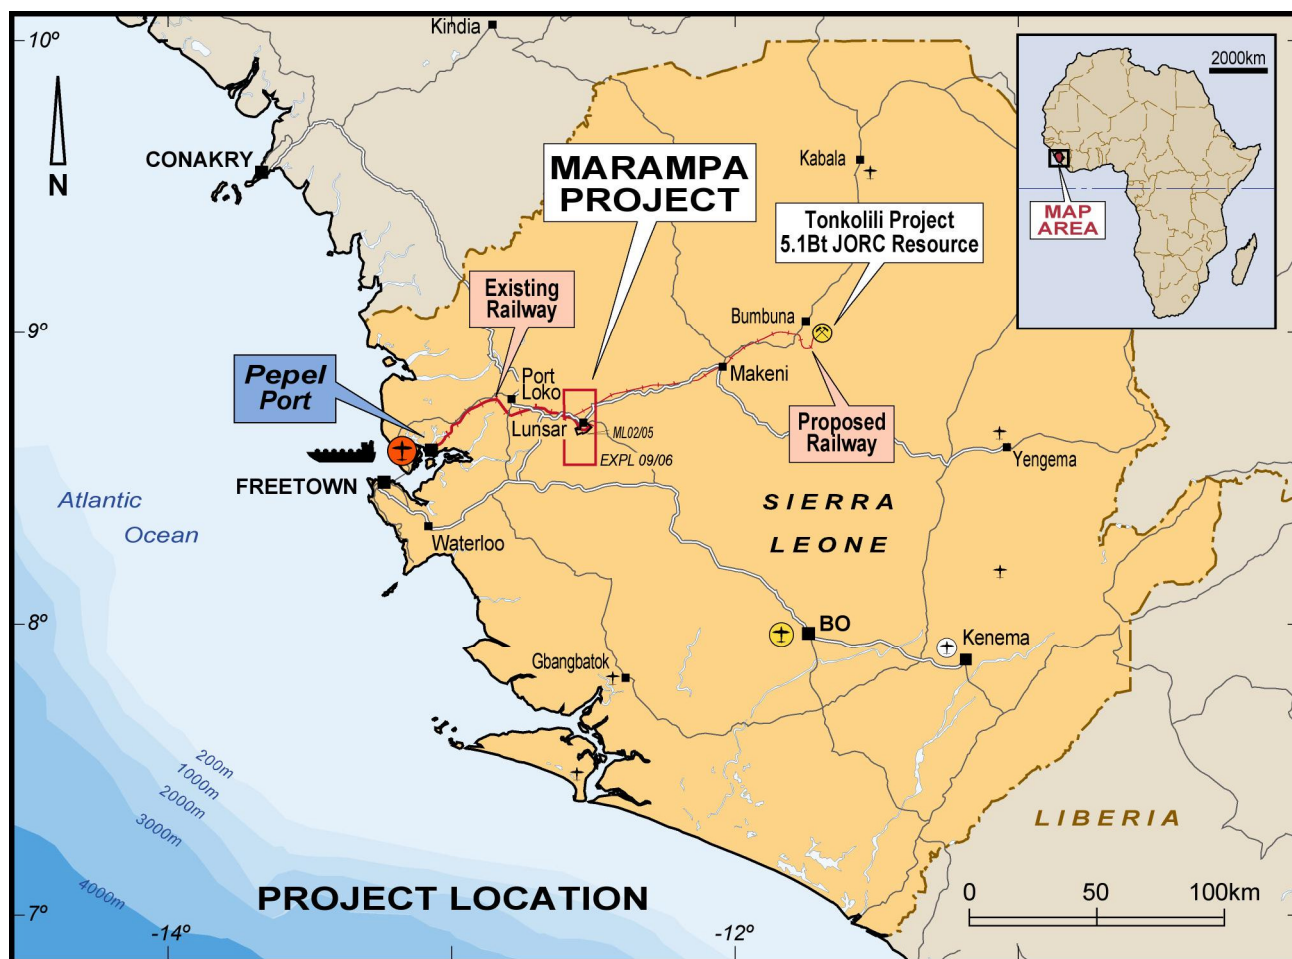 10º
Kindia
2000km
CONAKRY
N
MARAMPA
PROJECT
Kabala
Tonkolili Project
5.1Bt JORC Resource
MAP
AREA
Existing
Railway
9º
Bumbuna
Pepel
Port
Port
Loko
Makeni
Lunsar
ML02/05
EXPL 09/06
Proposed
Railway
Yengema
FREETOWN
Atlantic
Ocean
SIERRA
LEONE
Waterloo
8º
BO
Kenema
Gbangbatok
200m
1000m
2000m
3000m
4000m
LIBERIA
PROJECT LOCATION
0 50 100km
7º
-14º
-12º